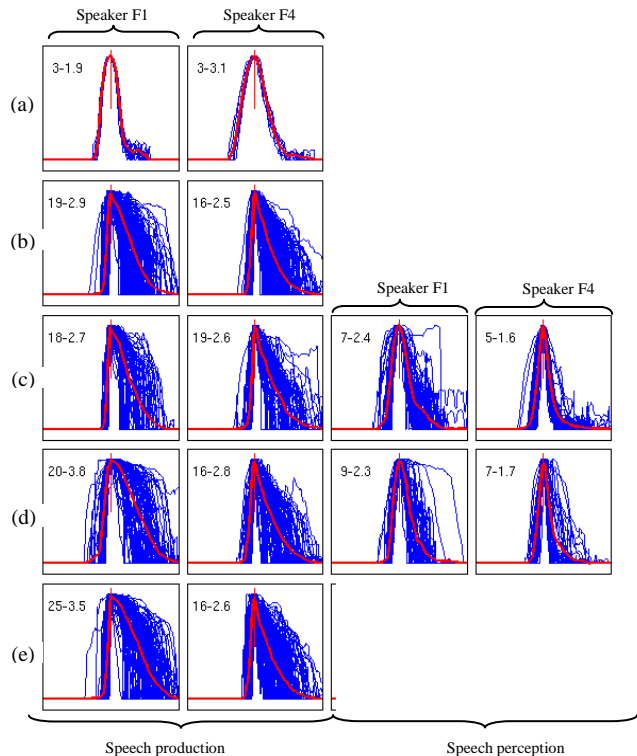 Speaker F1 Speaker F4
(a) 3-1.9 3-3.1
(b) 19-2.9 16-2.5
Speaker F1 Speaker F4
(c) 18-2.7 19-2.6 7-2.4 5-1.6
(d) 20-3.8 16-2.8 9-2.3 7-1.7
(e) 25-3.5 16-2.6
Speech production Speech perception